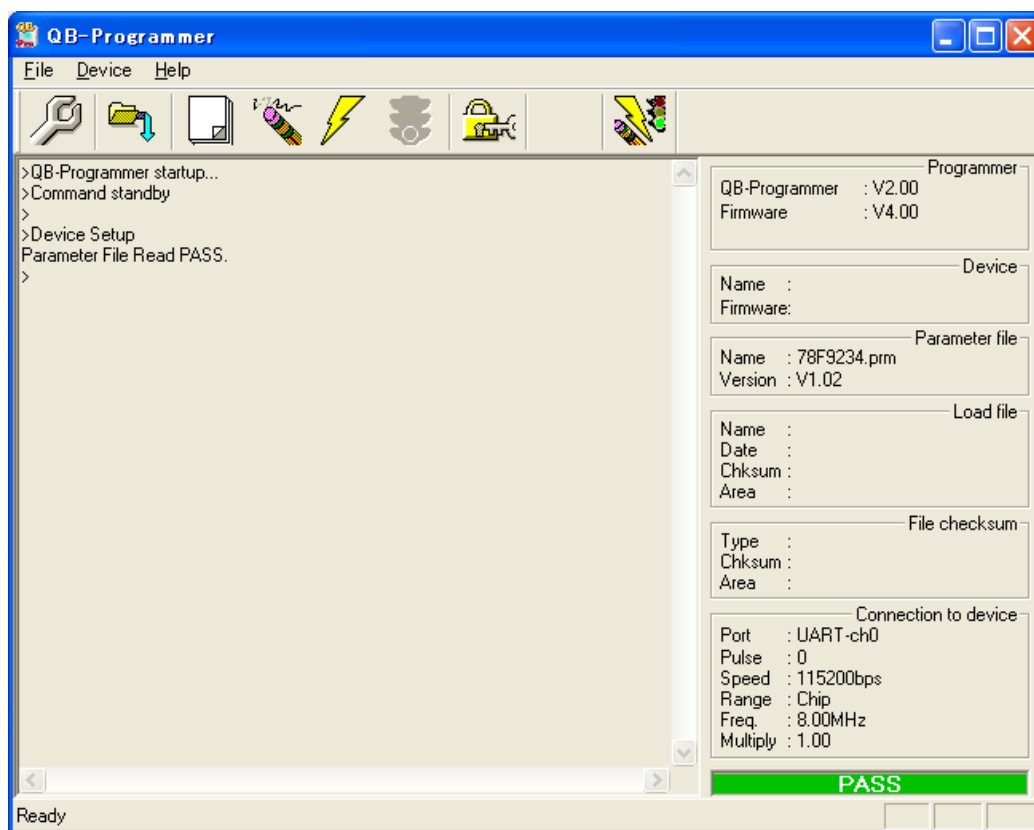 QB-Programmer
File Device Help
>QB-Programmer startup...
>Command standby
>
>Device Setup
Parameter File Read PASS.
>
Programmer
QB-Programmer : V2.00
Firmware : V4.00
Device
Name :
Firmware:
Parameter file
Name : 78F9234.prm
Version : V1.02
Load file
Name :
Date :
Chksum :
Area :
File checksum
Type :
Chksum :
Area :
Connection to device
Port : UART-ch0
Pulse : 0
Speed : 115200bps
Range : Chip
Freq. : 8.00MHz
Multiply : 1.00
PASS
Ready